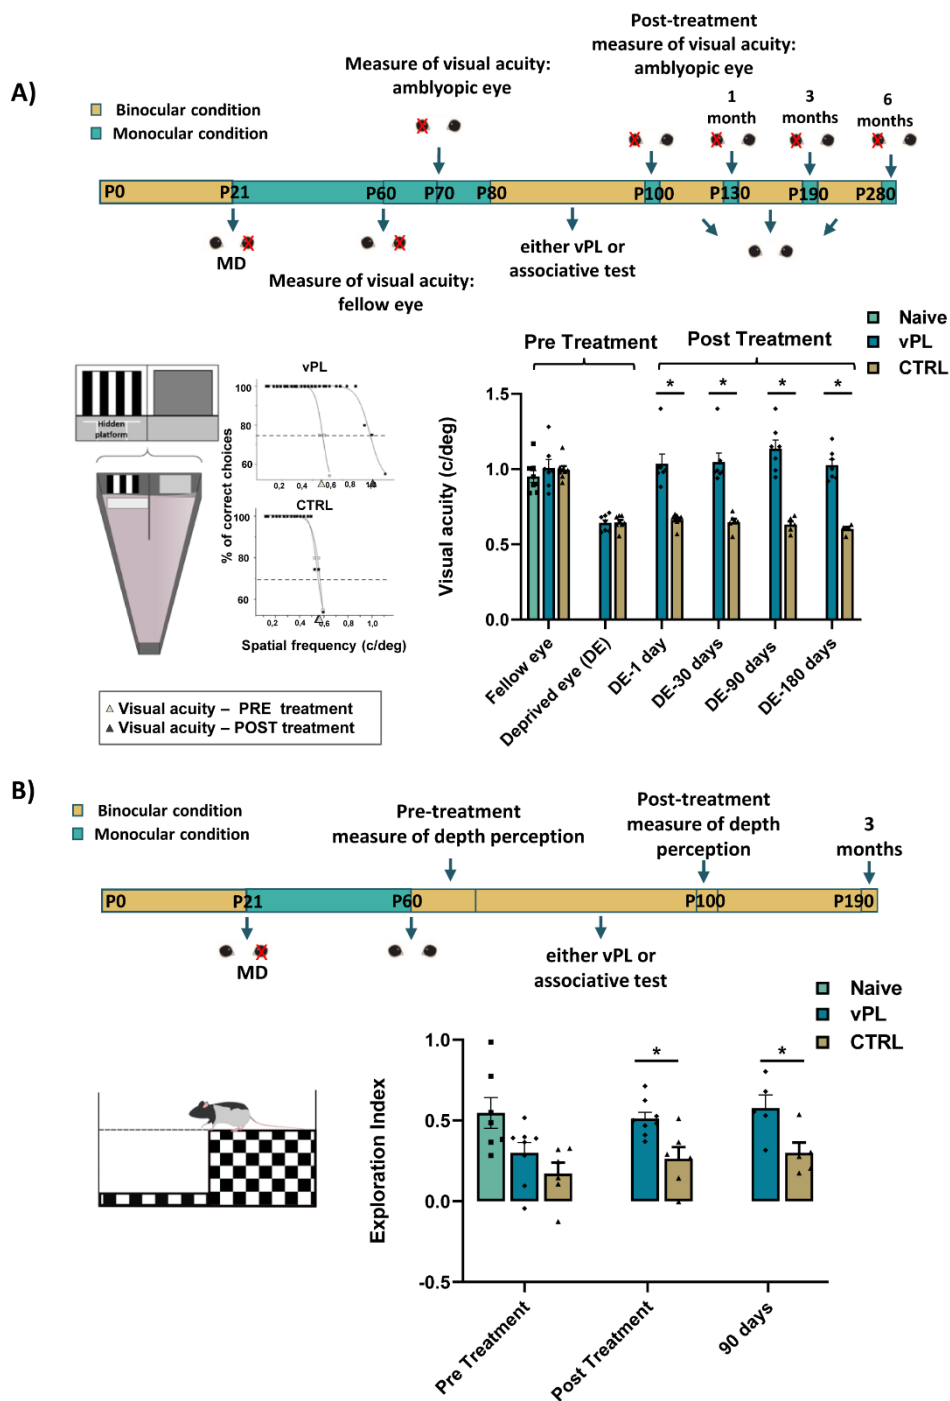 A)
Binocular condition
Monocular condition
Measure of visual acuity:
amblyopic eye
Post-treatment
measure of visual acuity:
amblyopic eye
1
month
3
months
6
months
P0
P21
P60
P70
P80
P100
P130
P190
P280
MD
Measure of visual acuity:
fellow eye
either vPL or
associative test
Hidden
platform
vPL
100
80
60
0,2
0,4
0,6
0,8
1,0
CTRL
100
80
60
0,2
0,4
0,6
0,8
1,0
% of correct choices
Spatial frequency (c/deg)
Visual acuity – PRE treatment
Visual acuity – POST treatment
Naive
vPL
CTRL
Pre Treatment
Post Treatment
* * * *
Visual acuity (c/deg)
1.5
1.0
0.5
0.0
Fellow eye
Deprived eye (DE)
DE-1 day
DE-30 days
DE-90 days
DE-180 days
B)
Binocular condition
Monocular condition
Pre-treatment
measure of depth perception
Post-treatment
measure of depth
perception
3
months
P0
P21
P60
P100
P190
MD
either vPL or
associative test
Naive
vPL
CTRL
* *
Exploration Index
1.0
0.5
0.0
-0.5
Pre Treatment
Post Treatment
90 days